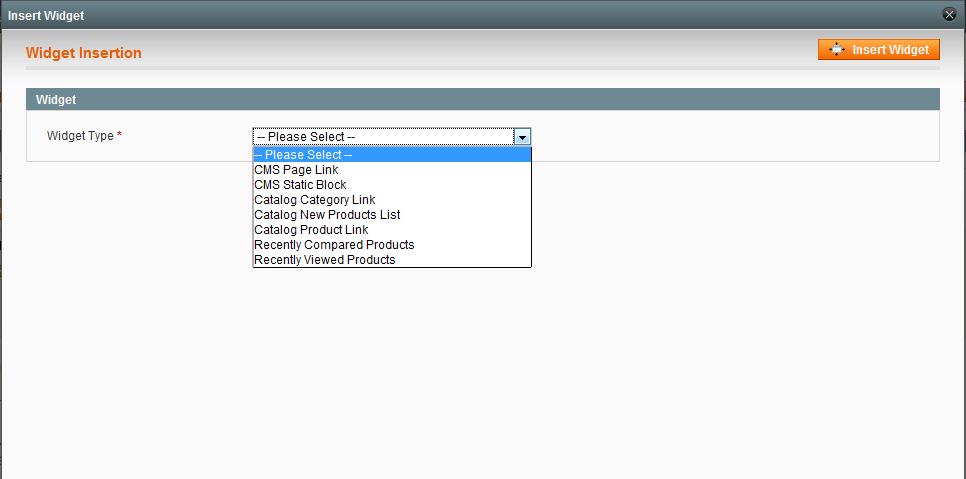 Insert Widget
Widget Insertion
Insert Widget
Widget
Widget Type *
-- Please Select --
-- Please Select --
CMS Page Link
CMS Static Block
Catalog Category Link
Catalog New Products List
Catalog Product Link
Recently Compared Products
Recently Viewed Products